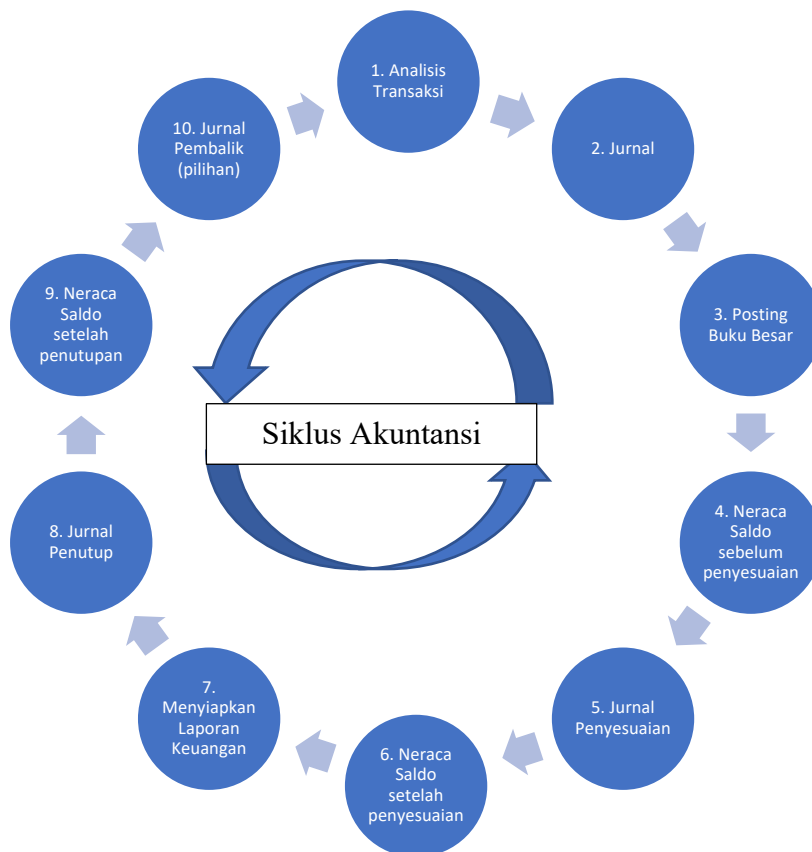 1. Analisis
Transaksi
2. Jurnal
3. Posting
Buku Besar
4. Neraca
Saldo
sebelum
penyesuaian
5. Jurnal
Penyesuaian
6. Neraca
Saldo
setelah
penyesuaian
7.
Menyiapkan
Laporan
Keuangan
8. Jurnal
Penutup
9. Neraca
Saldo
setelah
penutupan
10. Jurnal
Pembalik
(pilihan)
Siklus Akuntansi